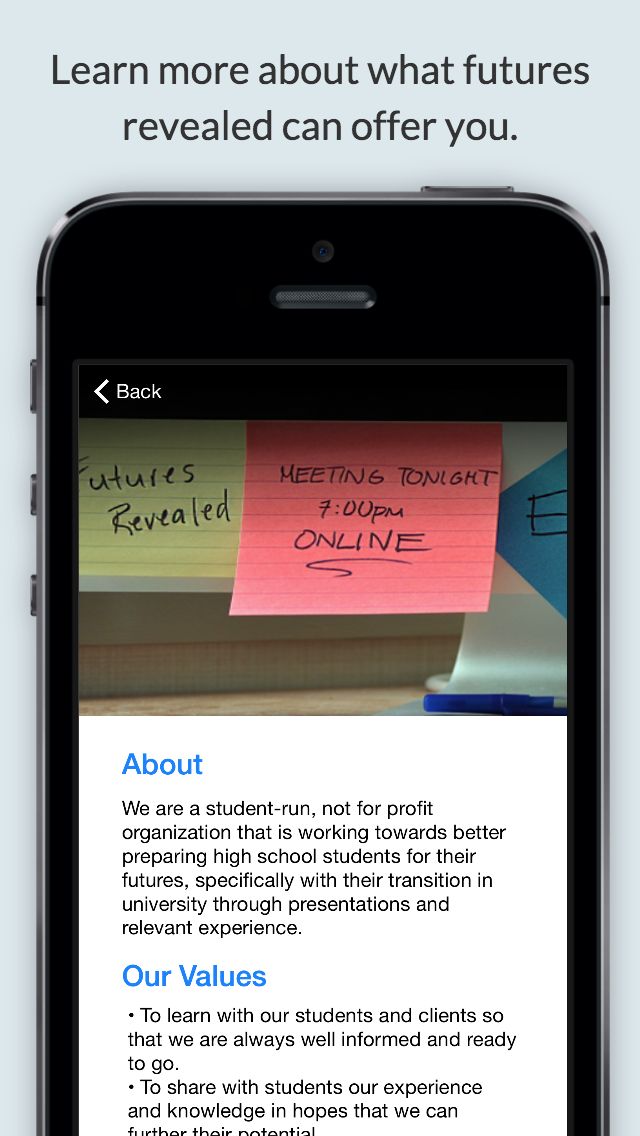 Learn more about what futures
revealed can offer you.
Back
Futures
Revealed
MEETING TONIGHT
7:00pm
ONLINE
E
About
We are a student-run, not for profit
organization that is working towards better
preparing high school students for their
futures, specifically with their transition in
university through presentations and
relevant experience.
Our Values
• To learn with our students and clients so
that we are always well informed and ready
to go.
• To share with students our experience
and knowledge in hopes that we can
further their potential